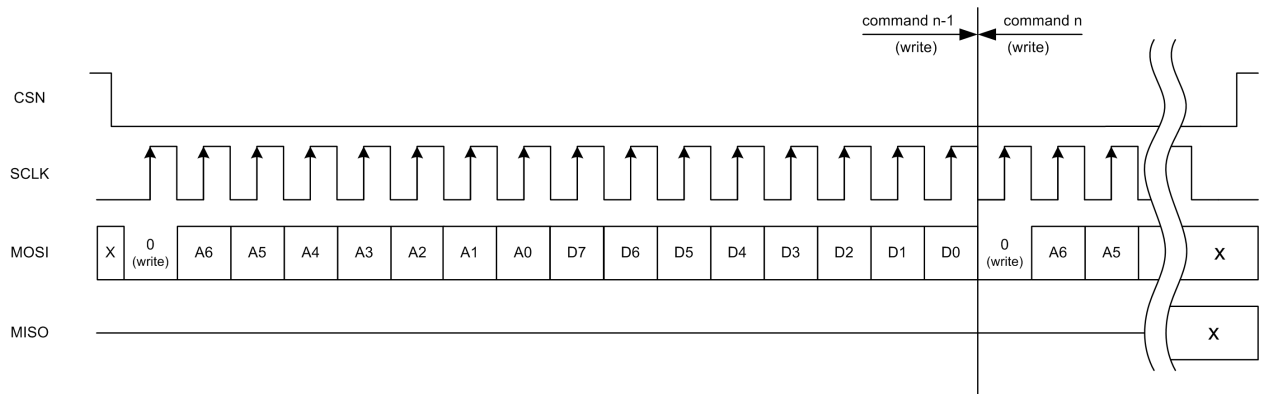 command n-1 command n
(write) (write)
CSN
SCLK
MOSI X 0 (write) A6 A5 A4 A3 A2 A1 A0 D7 D6 D5 D4 D3 D2 D1 D0 0 (write) A6 A5 X
MISO X